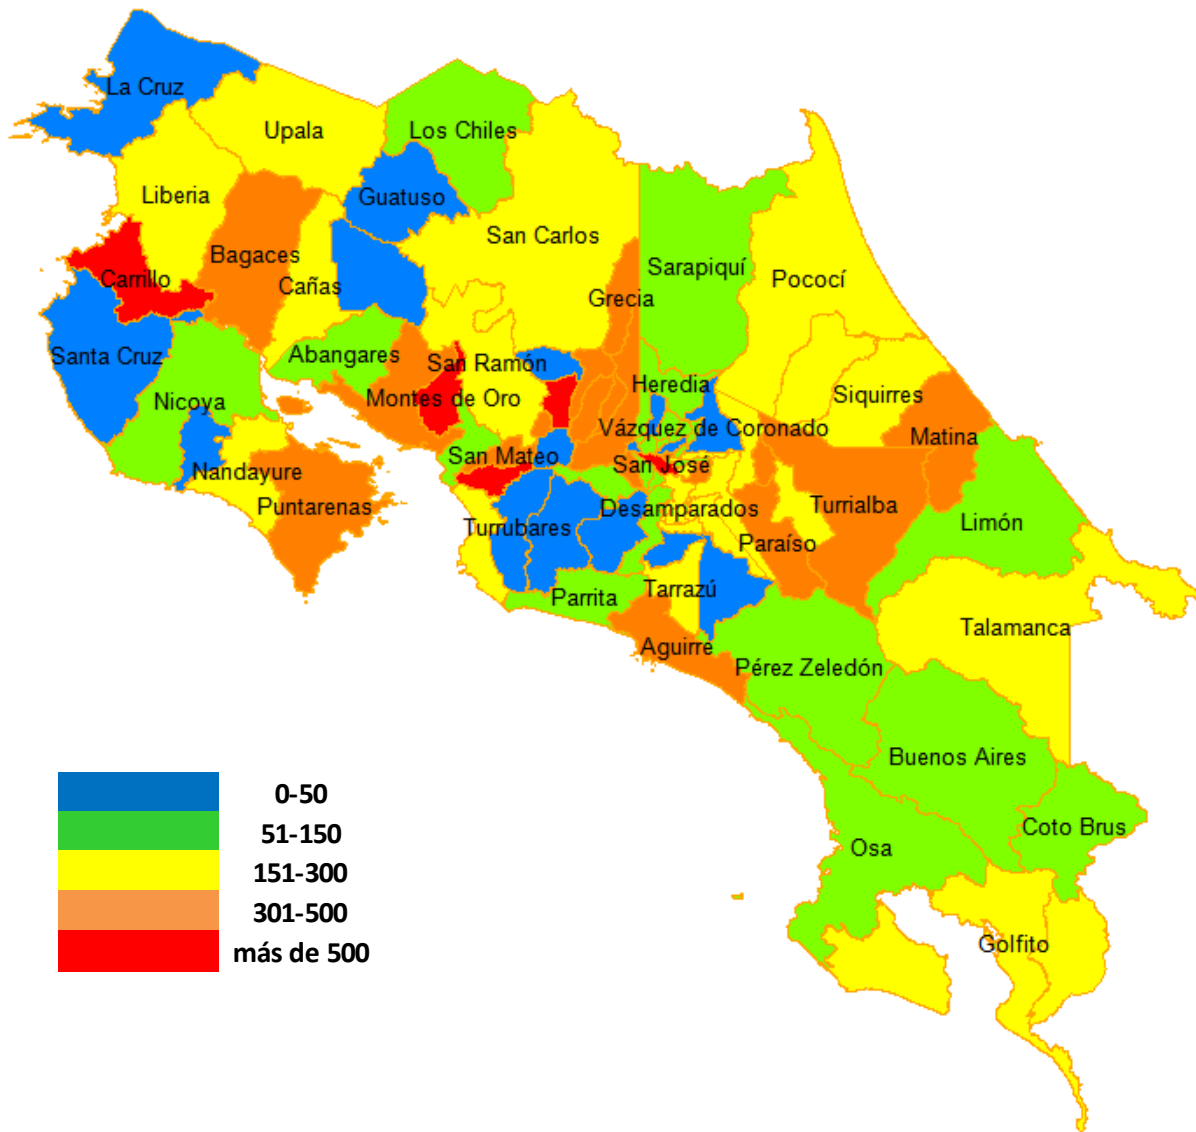 La Cruz
Upala
Los Chiles
Liberia
Guatuso
San Carlos
Bagaces
Sarapiquí
Carrillo
Cañas
Pococí
Grecia
Santa Cruz
Abangares
San Ramón
Heredia
Siquirres
Nicoya
Montes de Oro
Vázquez de Coronado
Matina
San Mateo
San José
Nandayure
Puntarenas
Desamparados
Turrialba
Limón
Turrubares
Paraíso
Parrita
Tarrazú
Talamanca
Aguirre
Pérez Zeledón
Buenos Aires
Coto Brus
Osa
Golfito
0-50
51-150
151-300
301-500
más de 500